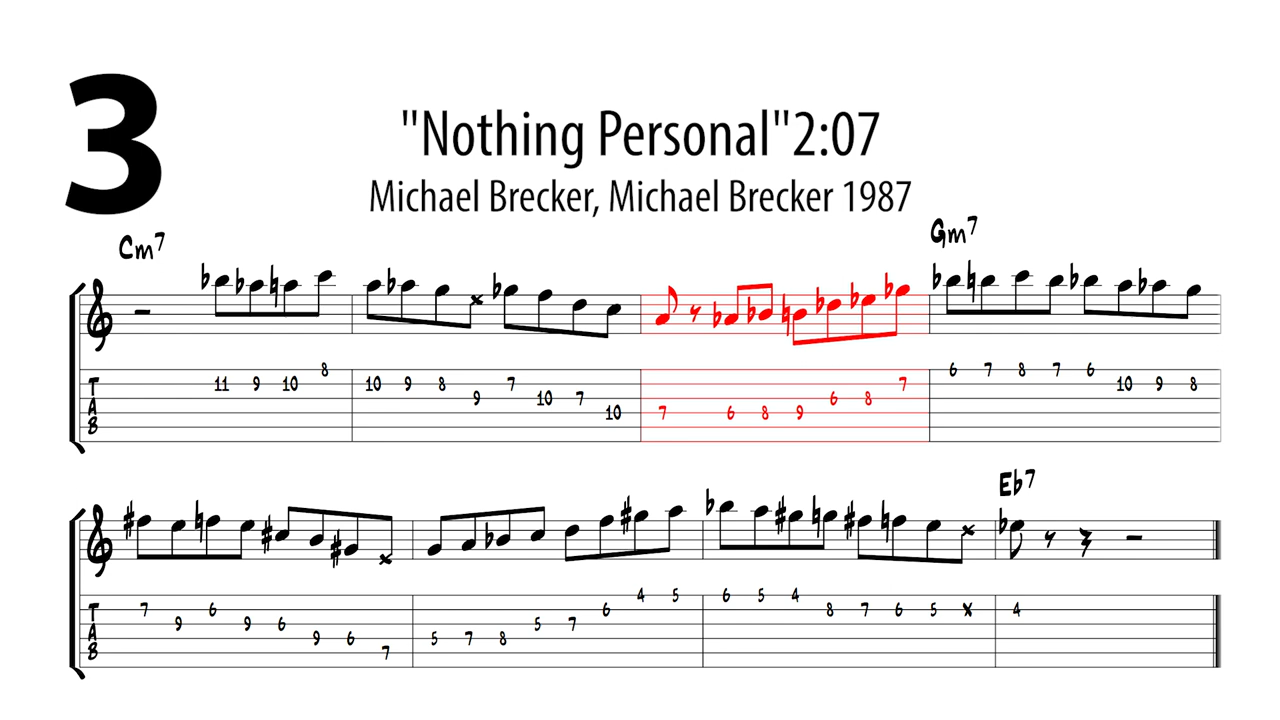 3
"Nothing Personal"2:07
Michael Brecker, Michael Brecker 1987
Cm7 Gm7
T A B 11 9 10 8 10 9 8 9 7 10 7 10 7 6 8 9 6 8 7 6 7 8 7 6 10 9 8
Eb7
T A B 7 9 6 9 6 9 6 7 5 7 8 5 7 6 4 5 6 5 4 8 7 6 5 x 4